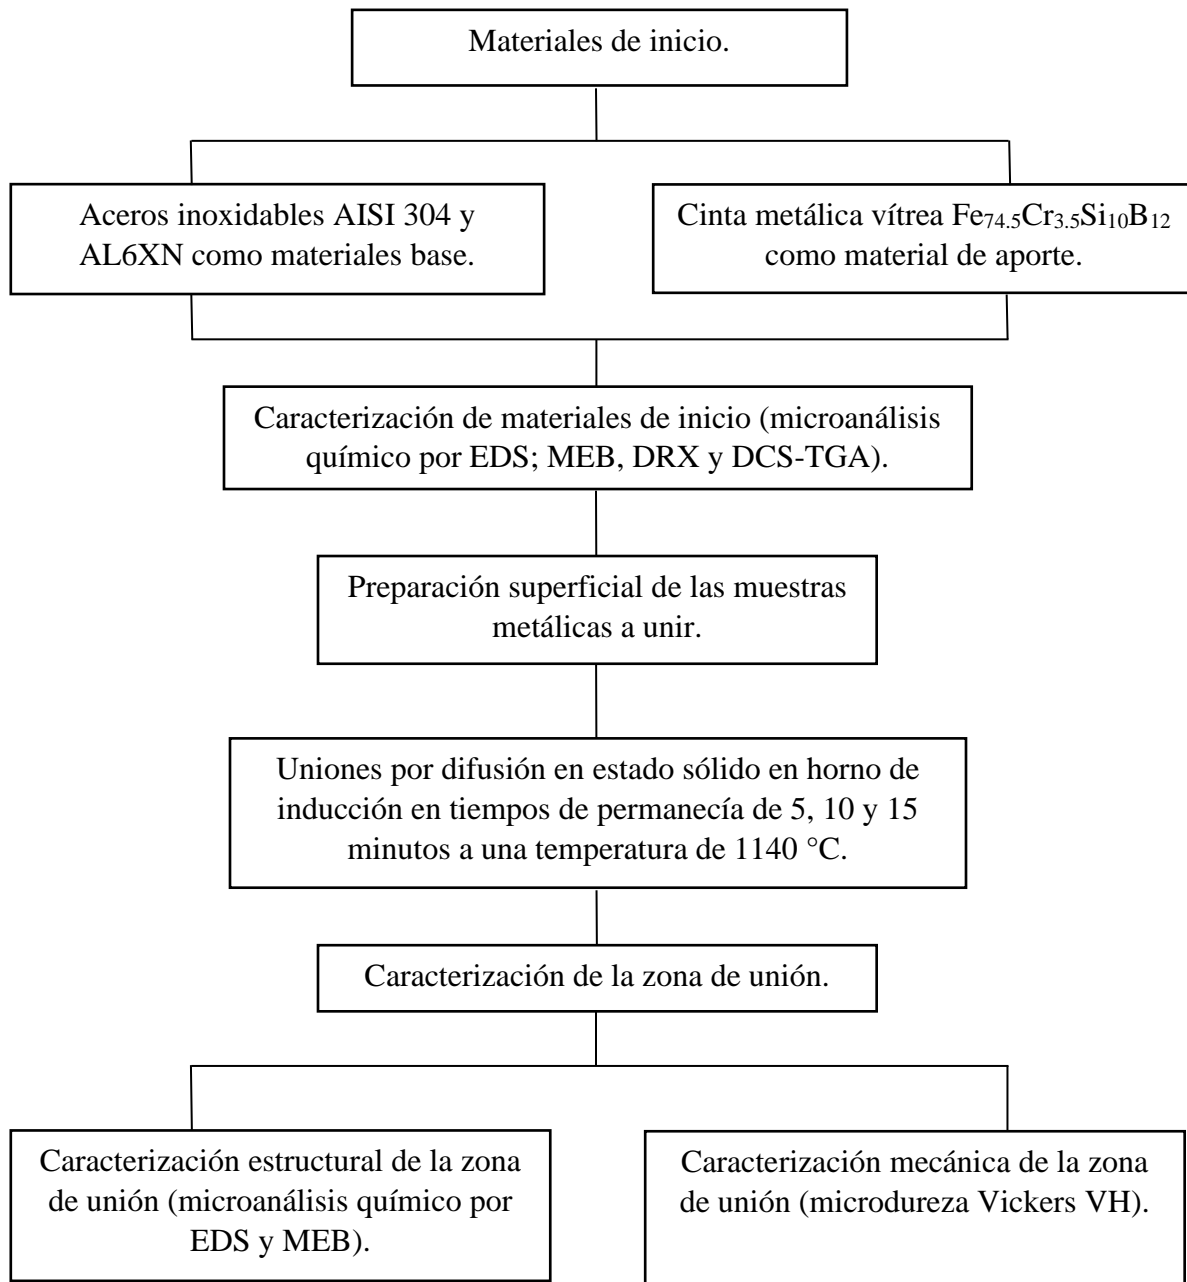 Materiales de inicio.
Aceros inoxidables AISI 304 y
AL6XN como materiales base.
Cinta metálica vítrea Fe₇₄.₅Cr₃.₅Si₁₀B₁₂
como material de aporte.
Caracterización de materiales de inicio (microanálisis
químico por EDS; MEB, DRX y DCS-TGA).
Preparación superficial de las muestras
metálicas a unir.
Uniones por difusión en estado sólido en horno de
inducción en tiempos de permanecía de 5, 10 y 15
minutos a una temperatura de 1140 °C.
Caracterización de la zona de unión.
Caracterización estructural de la zona
de unión (microanálisis químico por
EDS y MEB).
Caracterización mecánica de la zona
de unión (microdureza Vickers VH).